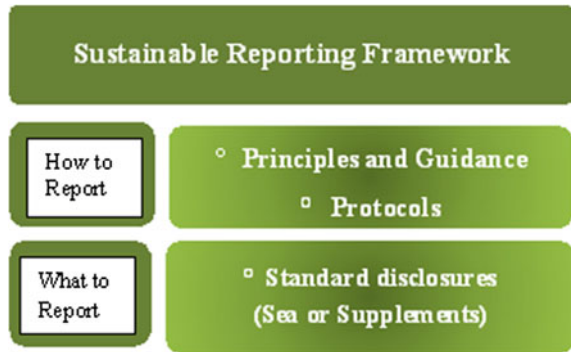 Sustainable Reporting Framework
How to
Report
° Principles and Guidance
▫ Protocols
What to
Report
▫ Standard disclosures
(Sea or Supplements)